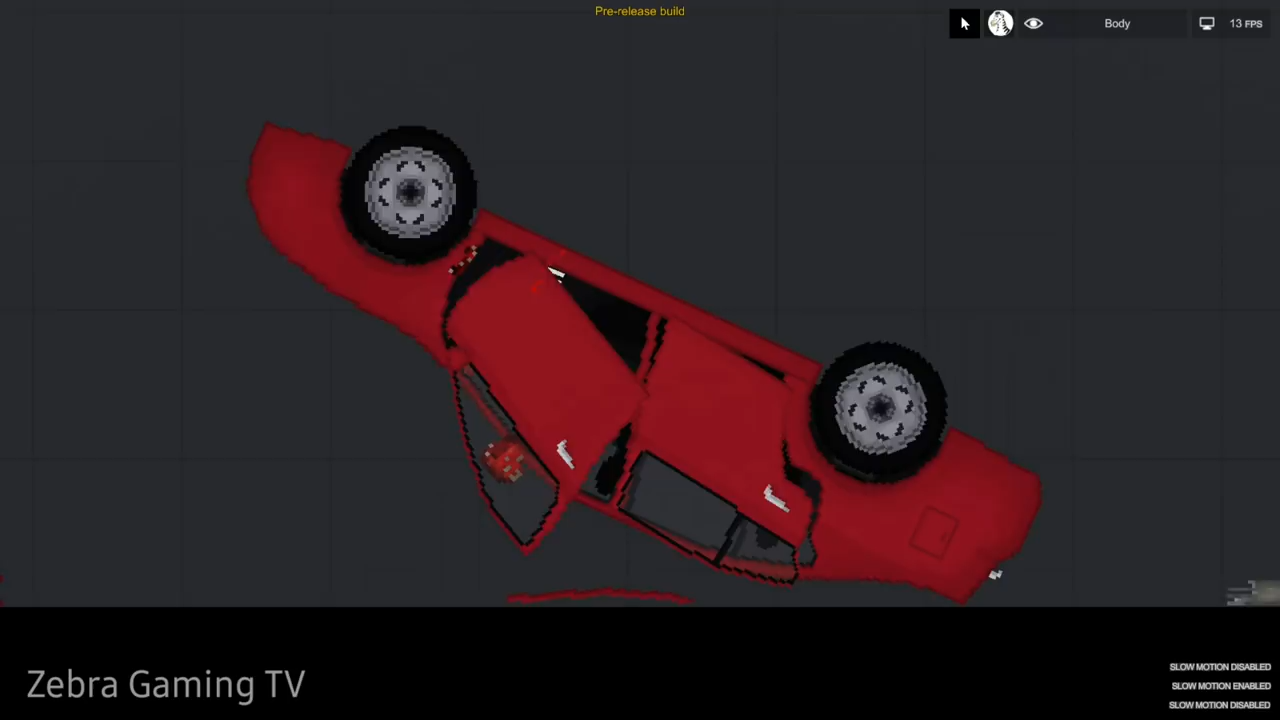 Pre-release build
Body
13 FPS
Zebra Gaming TV
SLOW MOTION DISABLED
SLOW MOTION ENABLED
SLOW MOTION DISABLED